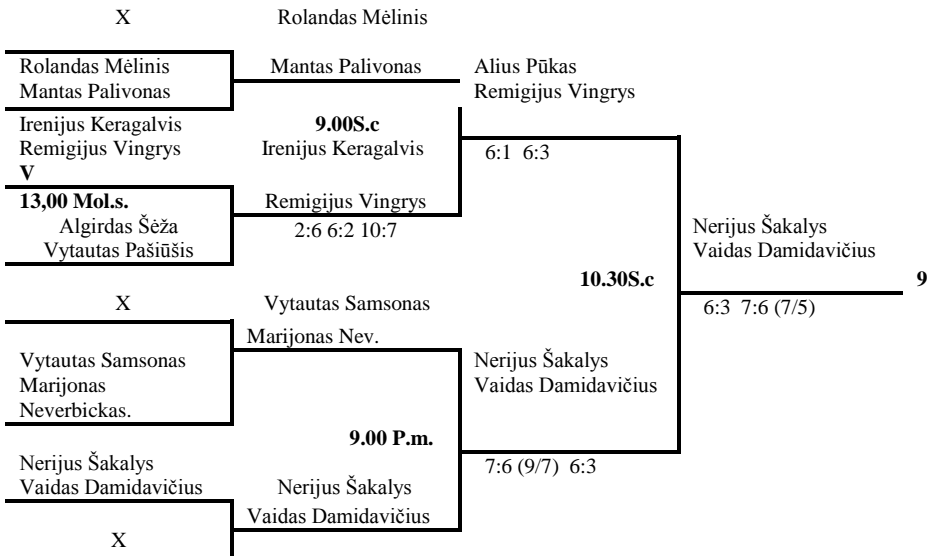 X
Rolandas Mėlinis
Rolandas Mėlinis
Mantas Palivonas
Mantas Palivonas
Alius Pūkas
Remigijus Vingrys
Irenijus Keragalvis
Remigijus Vingrys
V
9.00S.c
Irenijus Keragalvis
6:1 6:3
13,00 Mol.s.
Algirdas Šėža
Vytautas Pašiūšis
Remigijus Vingrys
2:6 6:2 10:7
Nerijus Šakalys
Vaidas Damidavičius
10.30S.c
9
6:3 7:6 (7/5)
X
Vytautas Samsonas
Marijonas Nev.
Vytautas Samsonas
Marijonas
Neverbickas.
Nerijus Šakalys
Vaidas Damidavičius
9.00 P.m.
7:6 (9/7) 6:3
Nerijus Šakalys
Vaidas Damidavičius
Nerijus Šakalys
Vaidas Damidavičius
X